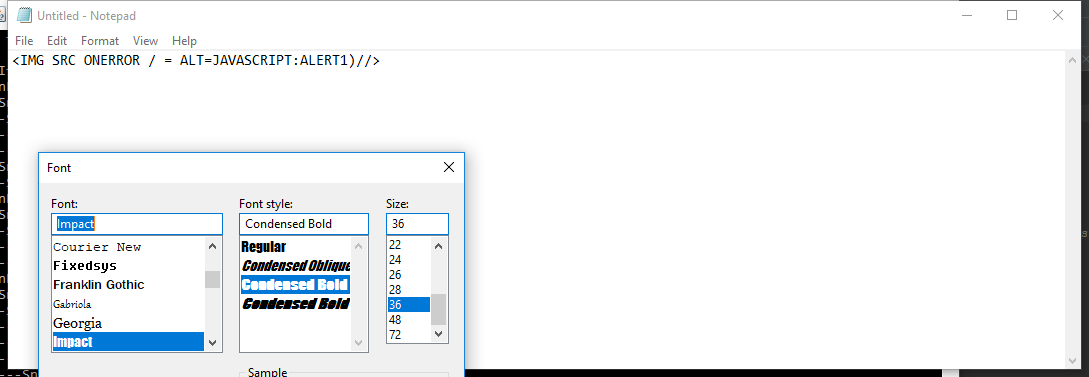 Untitled - Notepad
File Edit Format View Help
<IMG SRC ONERROR / = ALT=JAVASCRIPT:ALERT1)//>
Font
Font: Font style: Size:
Impact Condensed Bold 36
Courier New
Fixedsys
Franklin Gothic
Gabriola
Georgia
Impact
Regular
Condensed Oblique
Condensed Bold
Condensed Bold
22
24
26
28
36
48
72
Sample